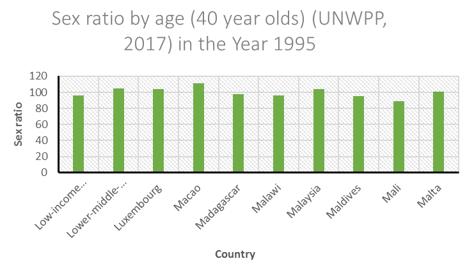 Sex ratio by age (40 year olds) (UNWPP,
2017) in the Year 1995
120
100
80
60
40
20
0
Sex ratio
Low-income...
Lower-middle-...
Luxembourg
Macao
Madagascar
Malawi
Malaysia
Maldives
Mali
Malta
Country